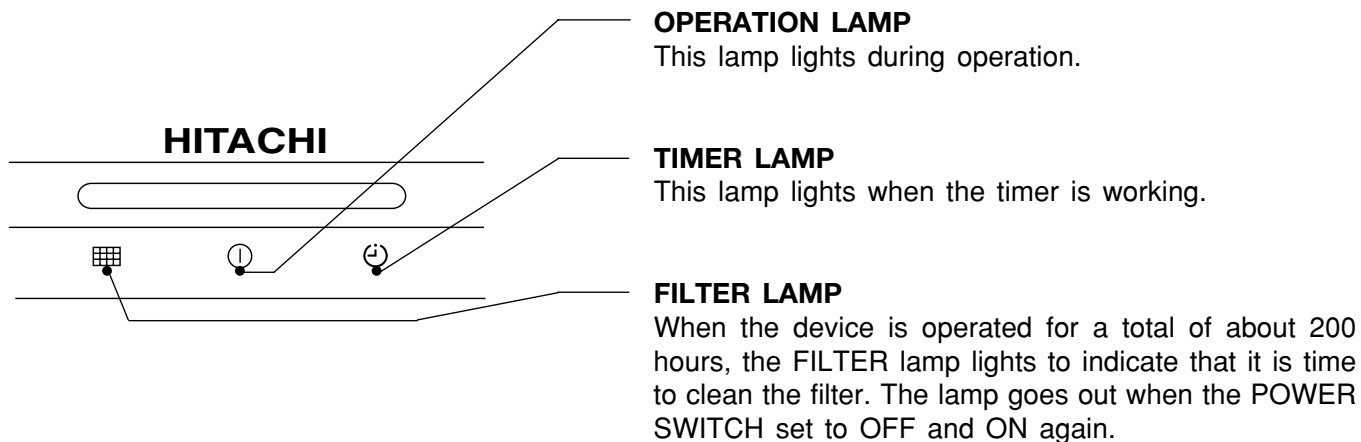 OPERATION LAMP
This lamp lights during operation.
HITACHI
TIMER LAMP
This lamp lights when the timer is working.
FILTER LAMP
When the device is operated for a total of about 200
hours, the FILTER lamp lights to indicate that it is time
to clean the filter. The lamp goes out when the POWER
SWITCH set to OFF and ON again.